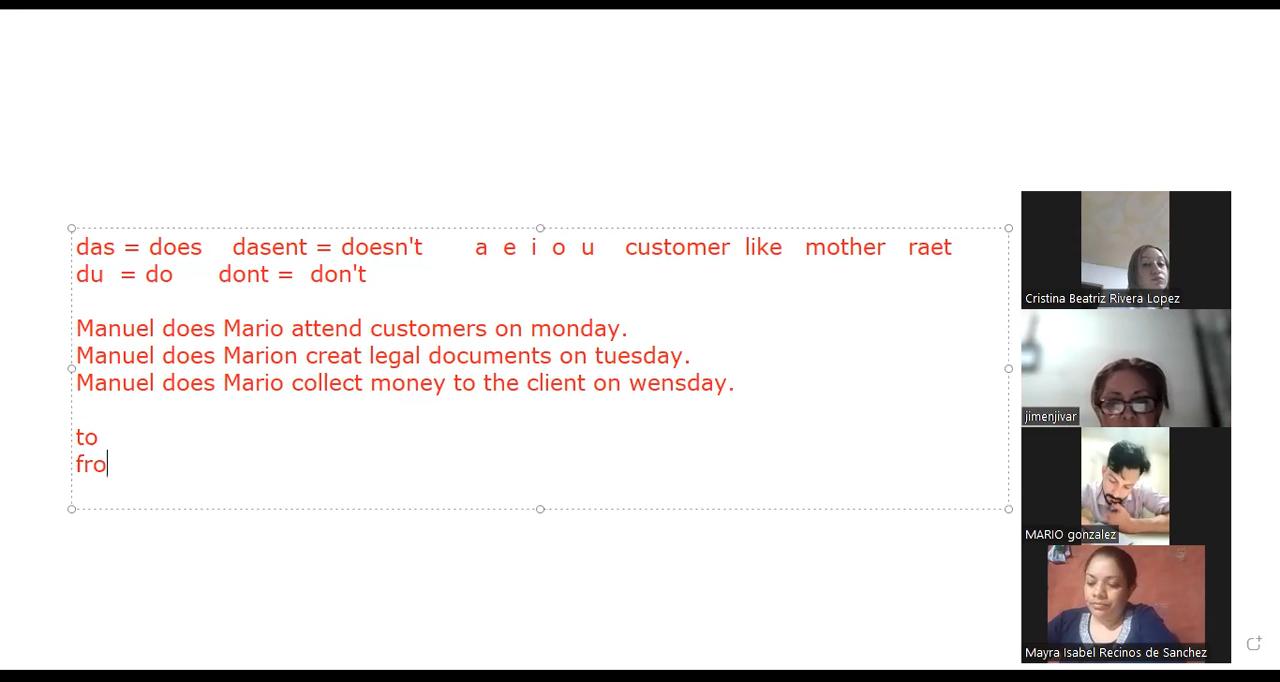 das = does dasent = doesn't a e i o u customer like mother raet
du = do dont = don't
Manuel does Mario attend customers on monday.
Manuel does Marion creat legal documents on tuesday.
Manuel does Mario collect money to the client on wensday.
to
fro
Cristina Beatriz Rivera Lopez
jimenjivar
MARIO gonzalez
Mayra Isabel Recinos de Sanchez